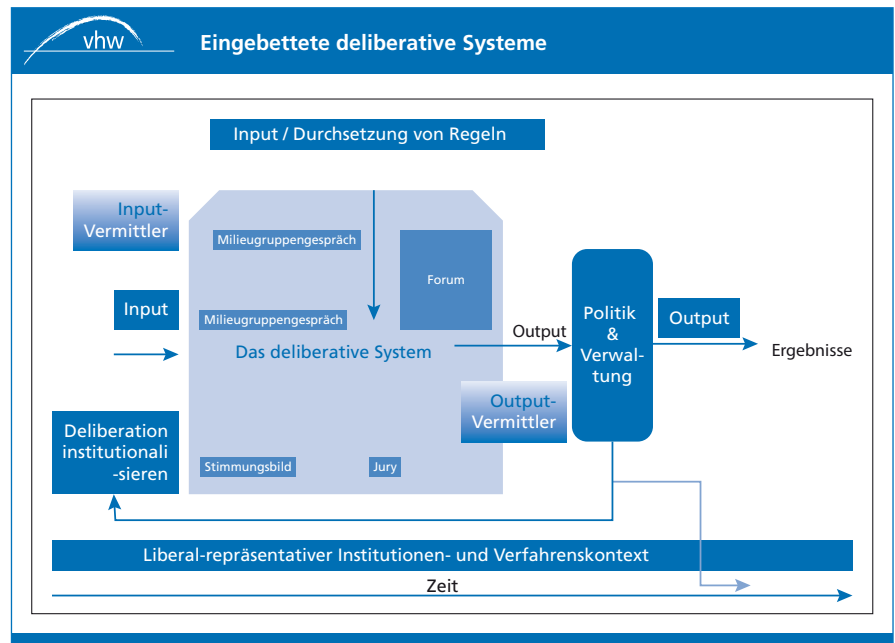 vhw
Eingebettete deliberative Systeme
Input / Durchsetzung von Regeln
Input-
Vermittler
Milieugruppengespräch
Forum
Input
Milieugruppengespräch
Das deliberative System
Output
Politik
&
Verwal-
tung
Output
Ergebnisse
Output-
Vermittler
Deliberation
institutionali
-sieren
Stimmungsbild
Jury
Liberal-repräsentativer Institutionen- und Verfahrenskontext
Zeit